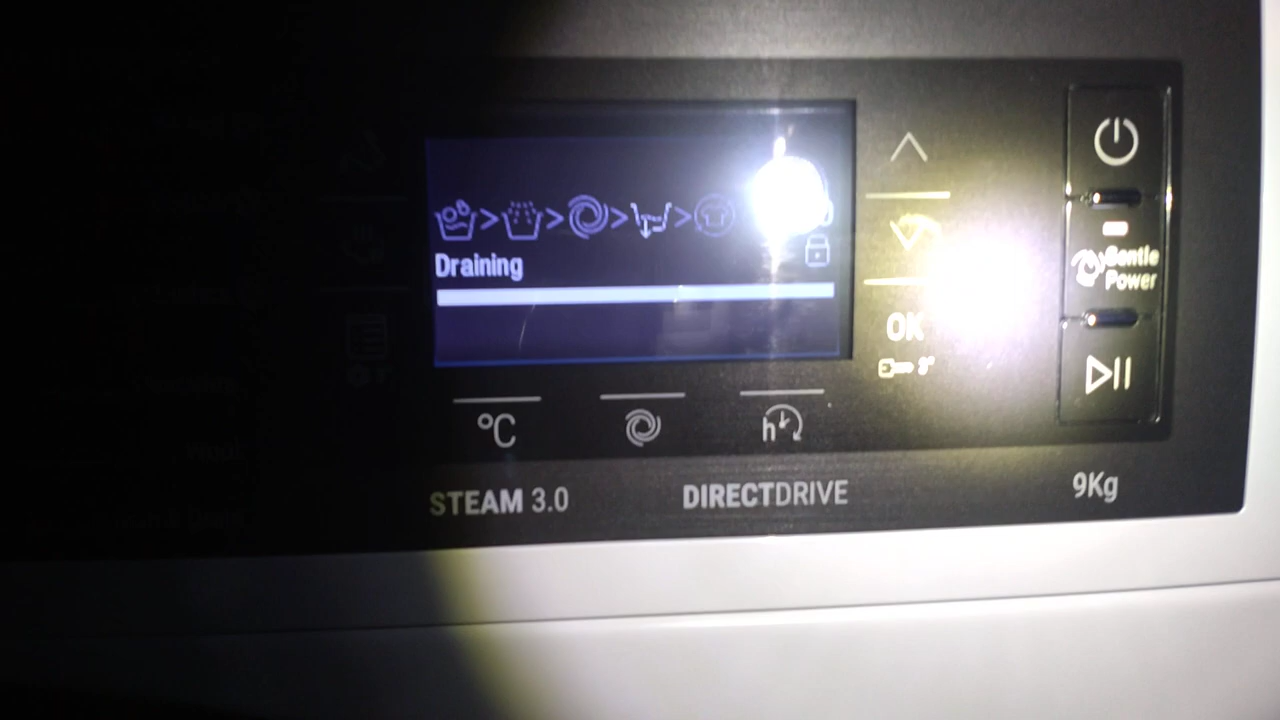 Draining
Gentle
Power
OK
3"
°C
h
STEAM 3.0
DIRECTDRIVE
9Kg